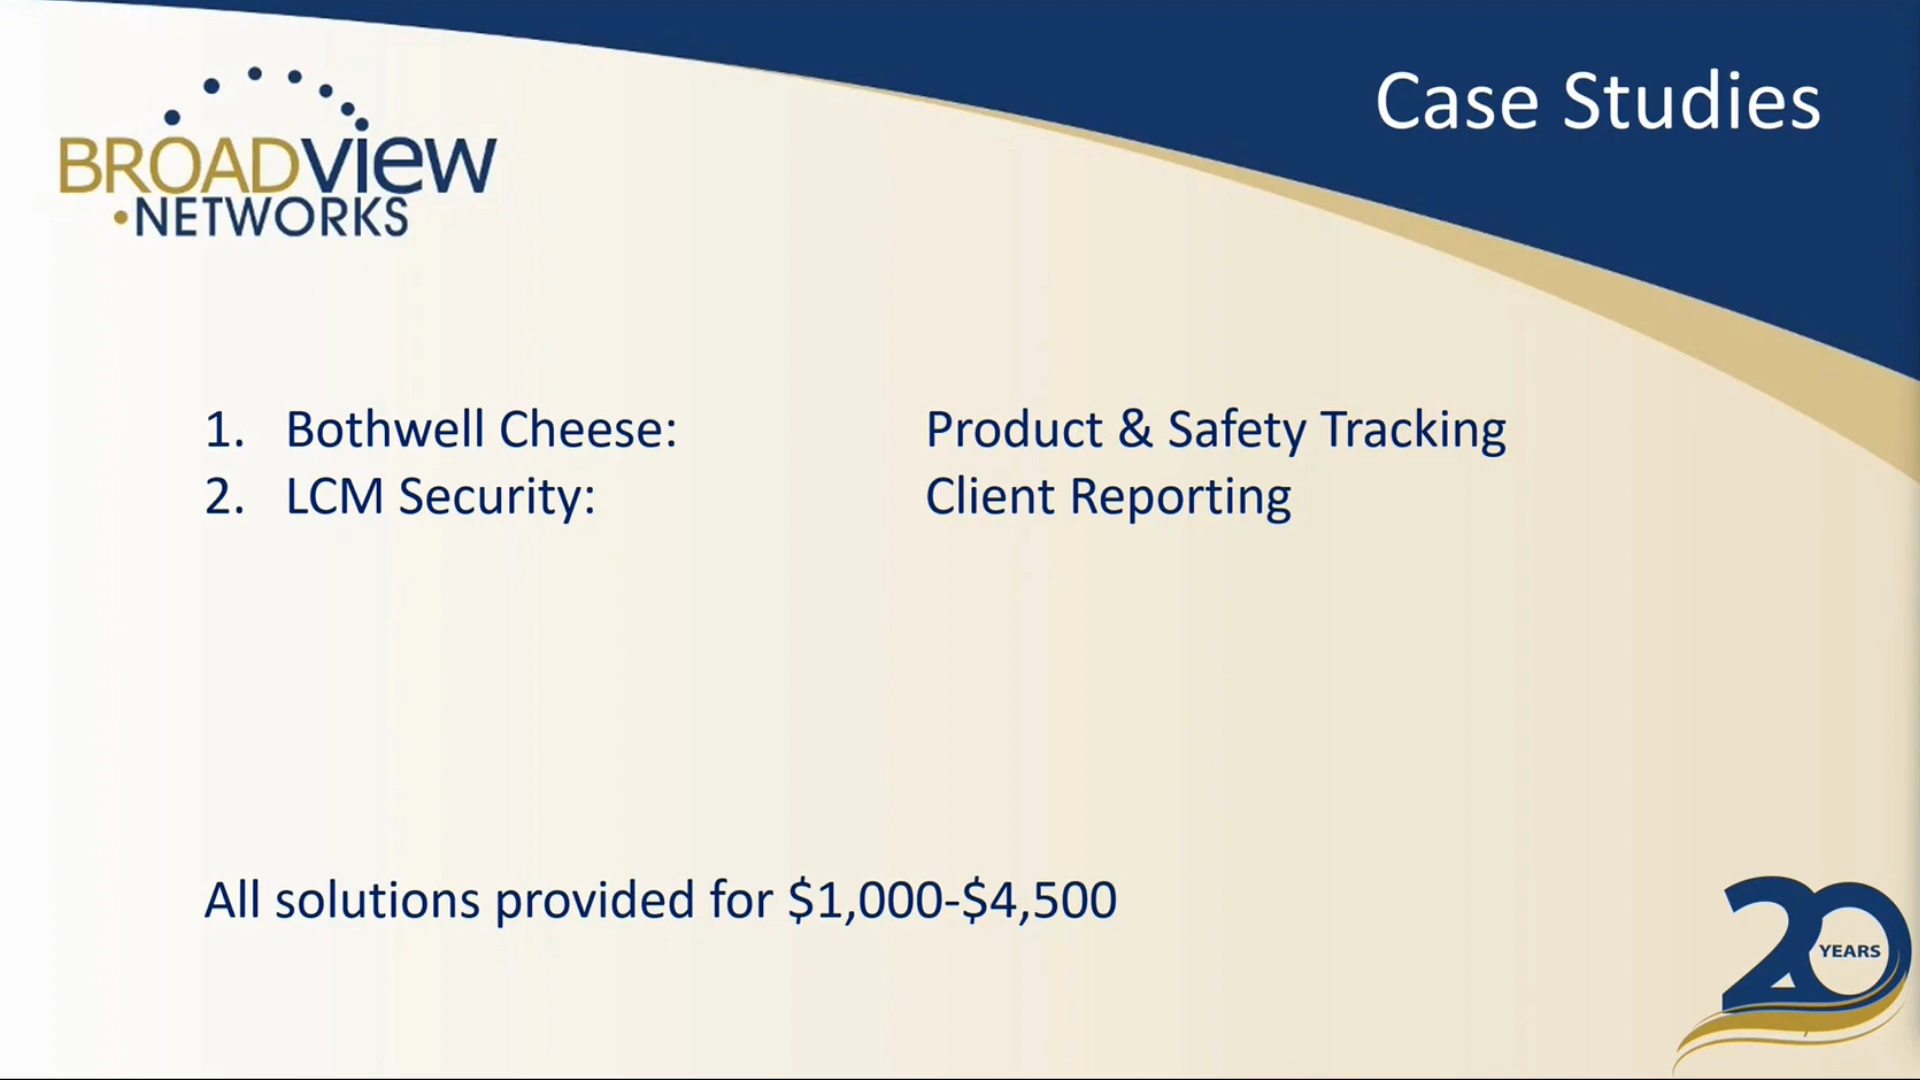 Case Studies
BROADVIEW
•NETWORKS
1. Bothwell Cheese: Product & Safety Tracking
2. LCM Security: Client Reporting
All solutions provided for $1,000-$4,500
20 YEARS